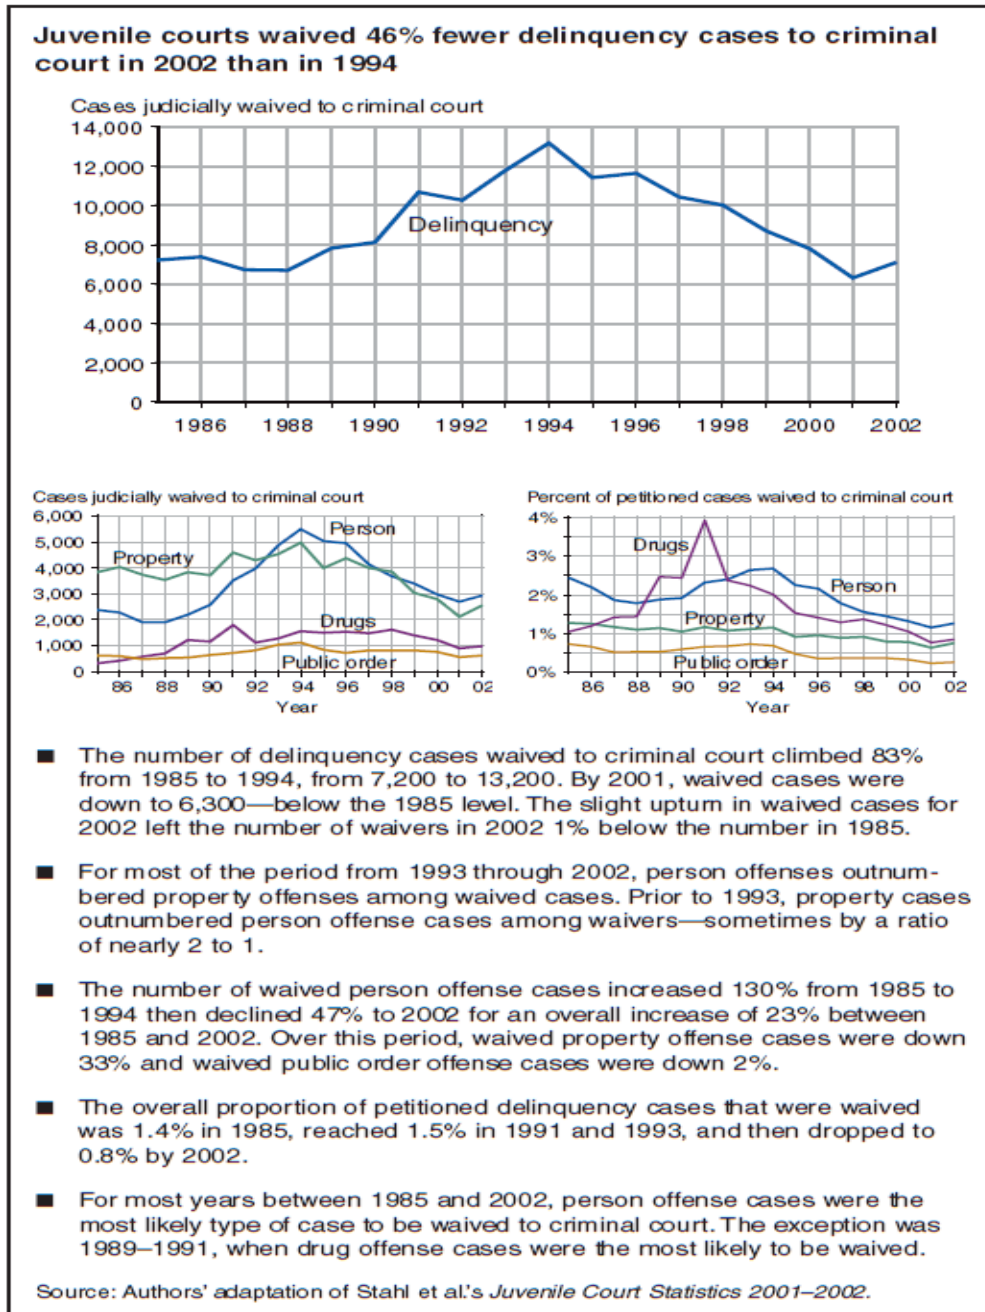 Juvenile courts waived 46% fewer delinquency cases to criminal
court in 2002 than in 1994
Cases judicially waived to criminal court
14,000
12,000
10,000
8,000
6,000
4,000
2,000
0
Delinquency
1986 1988 1990 1992 1994 1996 1998 2000 2002
Cases judicially waived to criminal court
6,000
5,000
4,000
3,000
2,000
1,000
0
Person
Property
Drugs
Public order
86 88 90 92 94 96 98 00 02
Year
Percent of petitioned cases waived to criminal court
4%
3%
2%
1%
0%
Drugs
Person
Property
Public order
86 88 90 92 94 96 98 00 02
Year
■ The number of delinquency cases waived to criminal court climbed 83%
from 1985 to 1994, from 7,200 to 13,200. By 2001, waived cases were
down to 6,300—below the 1985 level. The slight upturn in waived cases for
2002 left the number of waivers in 2002 1% below the number in 1985.
■ For most of the period from 1993 through 2002, person offenses outnum-
bered property offenses among waived cases. Prior to 1993, property cases
outnumbered person offense cases among waivers—sometimes by a ratio
of nearly 2 to 1.
■ The number of waived person offense cases increased 130% from 1985 to
1994 then declined 47% to 2002 for an overall increase of 23% between
1985 and 2002. Over this period, waived property offense cases were down
33% and waived public order offense cases were down 2%.
■ The overall proportion of petitioned delinquency cases that were waived
was 1.4% in 1985, reached 1.5% in 1991 and 1993, and then dropped to
0.8% by 2002.
■ For most years between 1985 and 2002, person offense cases were the
most likely type of case to be waived to criminal court. The exception was
1989–1991, when drug offense cases were the most likely to be waived.
Source: Authors' adaptation of Stahl et al.'s Juvenile Court Statistics 2001–2002.